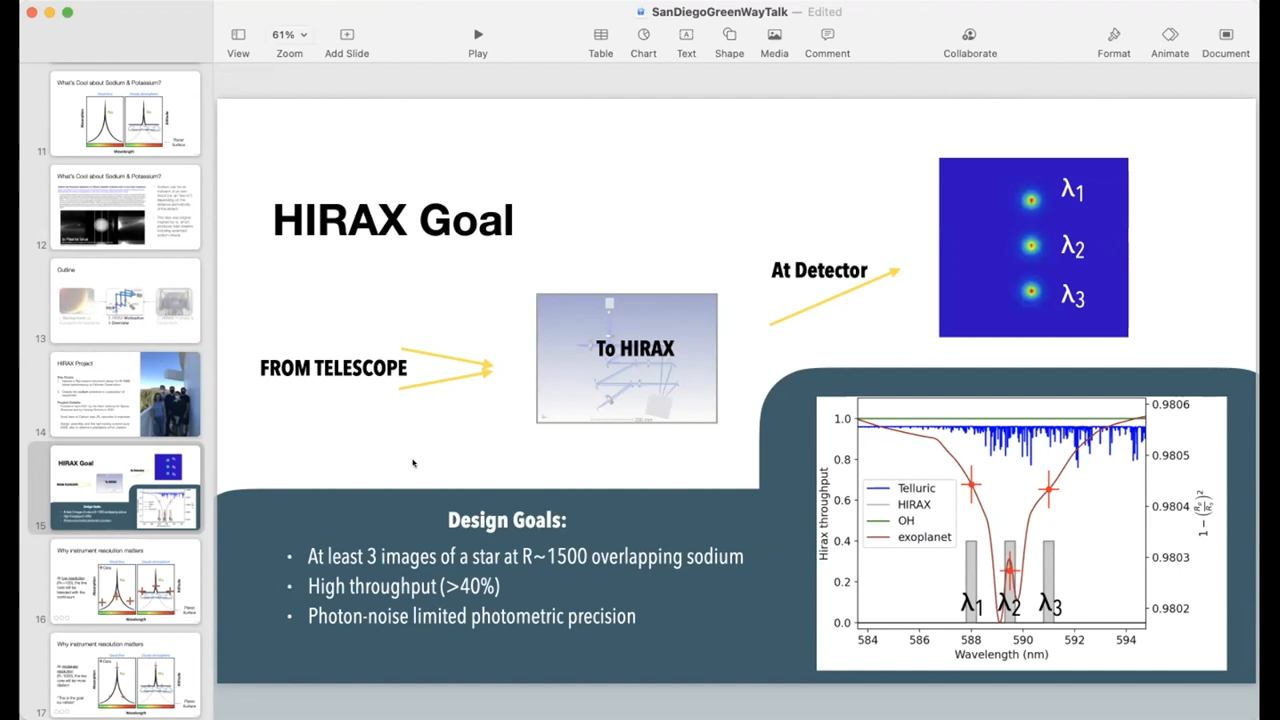 SanDiegoGreenWayTalk — Edited
61%
View
Zoom
Add Slide
Play
Table
Chart
Text
Shape
Media
Comment
Collaborate
Format
Animate
Document
What's Cool about Sodium & Potassium?
Wavelength
11
What's Cool about Sodium & Potassium?
12
Outline
13
HIRAX Project
14
HIRAX Goal
Design Goals:
15
Why instrument resolution matters
Wavelength
16
Why instrument resolution matters
Wavelength
17
HIRAX Goal
FROM TELESCOPE
To HIRAX
At Detector
λ1
λ2
λ3
Design Goals:
• At least 3 images of a star at R~1500 overlapping sodium
• High throughput (>40%)
• Photon-noise limited photometric precision
Hirax throughput
1.0
0.8
0.6
0.4
0.2
0.0
Telluric
HIRAX
OH
exoplanet
λ1
λ2
λ3
584
586
588
590
592
594
Wavelength (nm)
0.9806
0.9805
0.9804
0.9803
0.9802